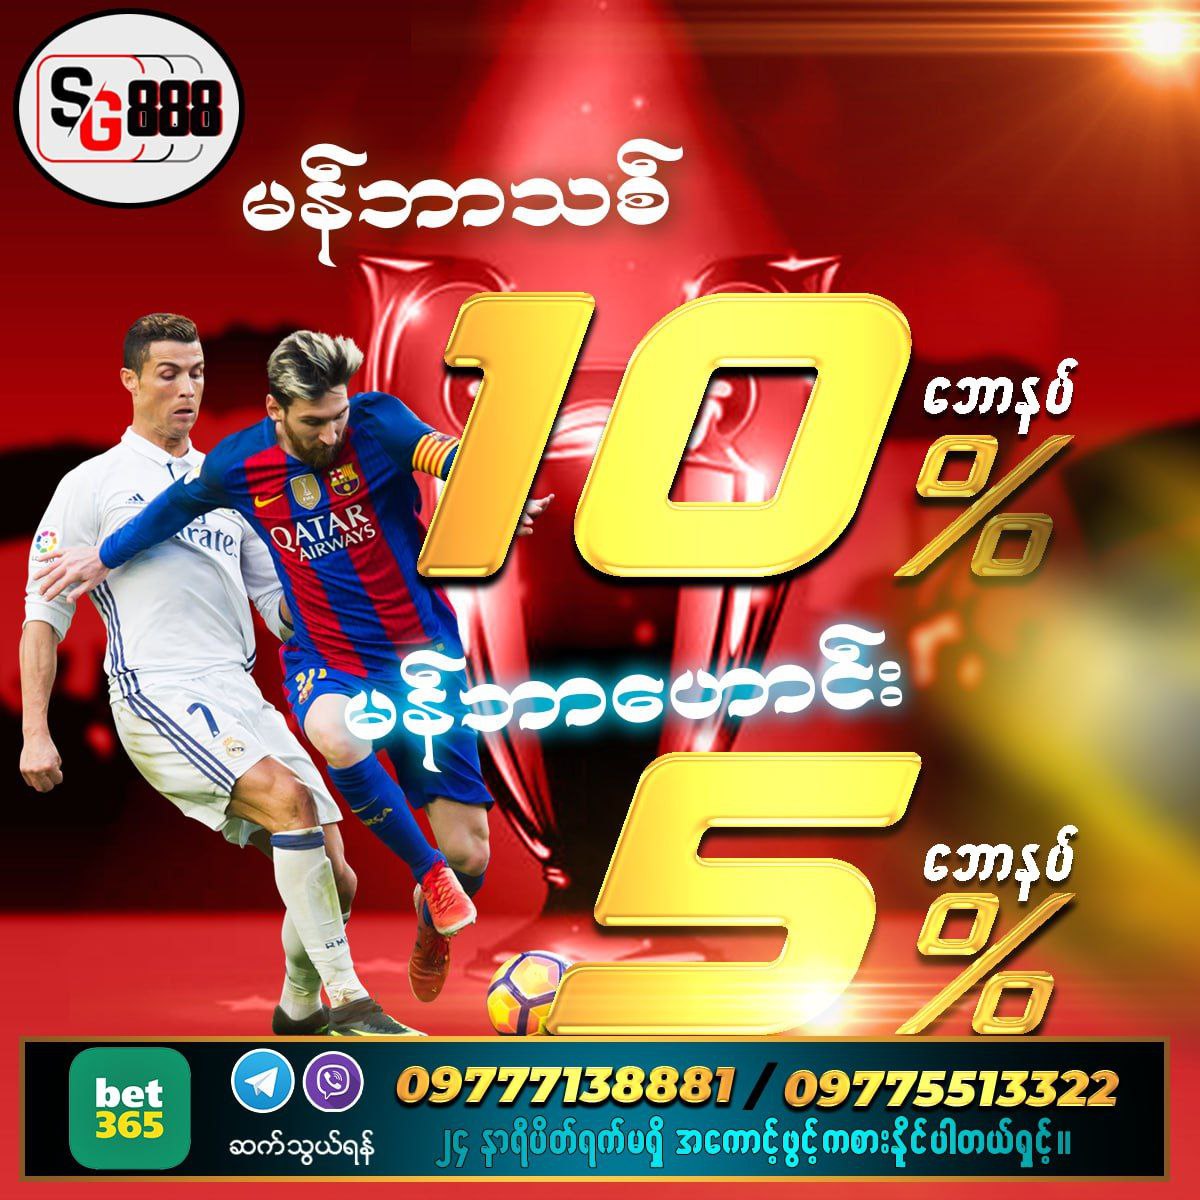 SG888
မန်ဘာသစ်
10%
ဘောနပ်
QATAR
AIRWAYS
7
မန်ဘာဟောင်း
5%
ဘောနပ်
bet
365
09777138881 / 09775513322
ဆက်သွယ်ရန်
၂၄ နာရီပိတ်ရက်မရှိ အကောင့်ဖွင့်ကစားနိုင်ပါတယ်ရှင့်။